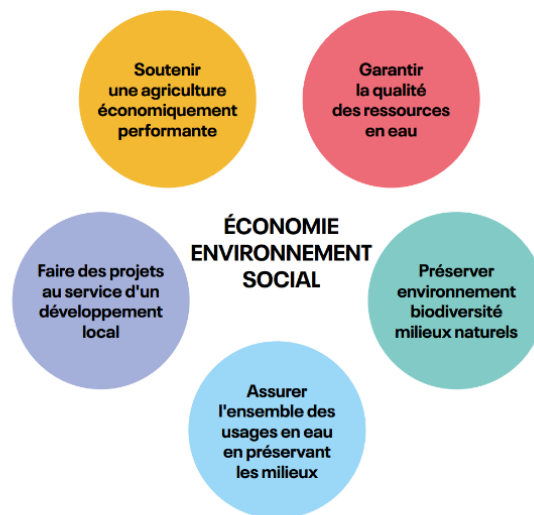 Soutenir
une agriculture
économiquement
performante
Garantir
la qualité
des ressources
en eau
ÉCONOMIE
ENVIRONNEMENT
SOCIAL
Faire des projets
au service d'un
développement
local
Préserver
environnement
biodiversité
milieux naturels
Assurer
l'ensemble des
usages en eau
en préservant
les milieux